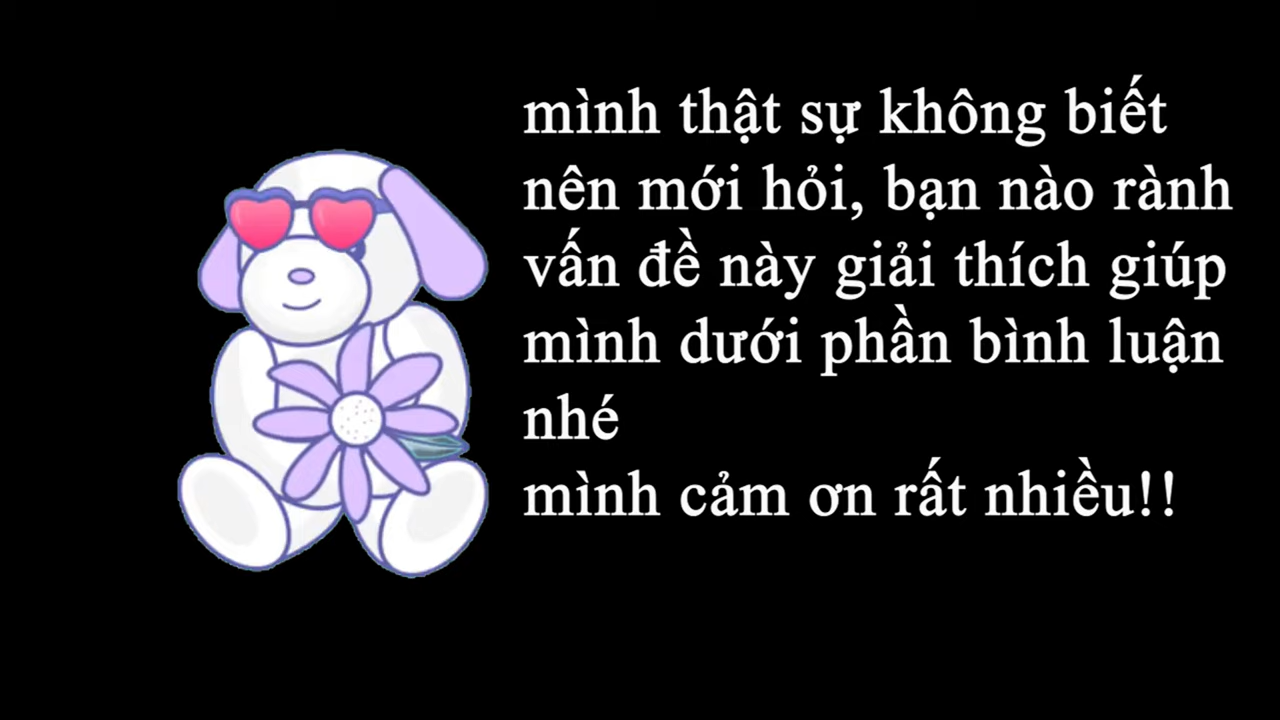 mình thật sự không biết
nên mới hỏi, bạn nào rành
vấn đề này giải thích giúp
mình dưới phần bình luận
nhé
mình cảm ơn rất nhiều!!